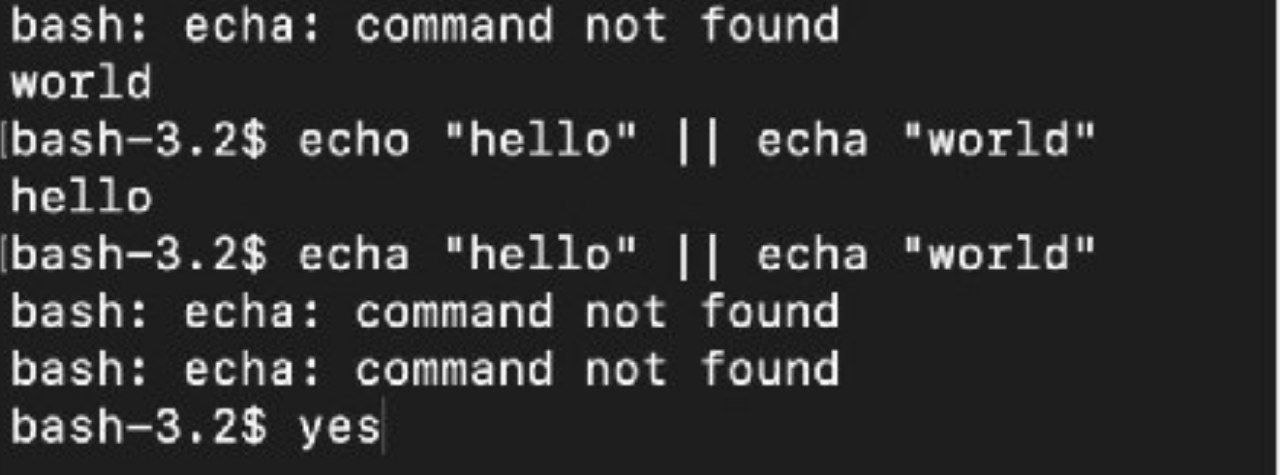 bash: echa: command not found
world
[bash-3.2$ echo "hello" || echa "world"
hello
[bash-3.2$ echa "hello" || echa "world"
bash: echa: command not found
bash: echa: command not found
bash-3.2$ yes